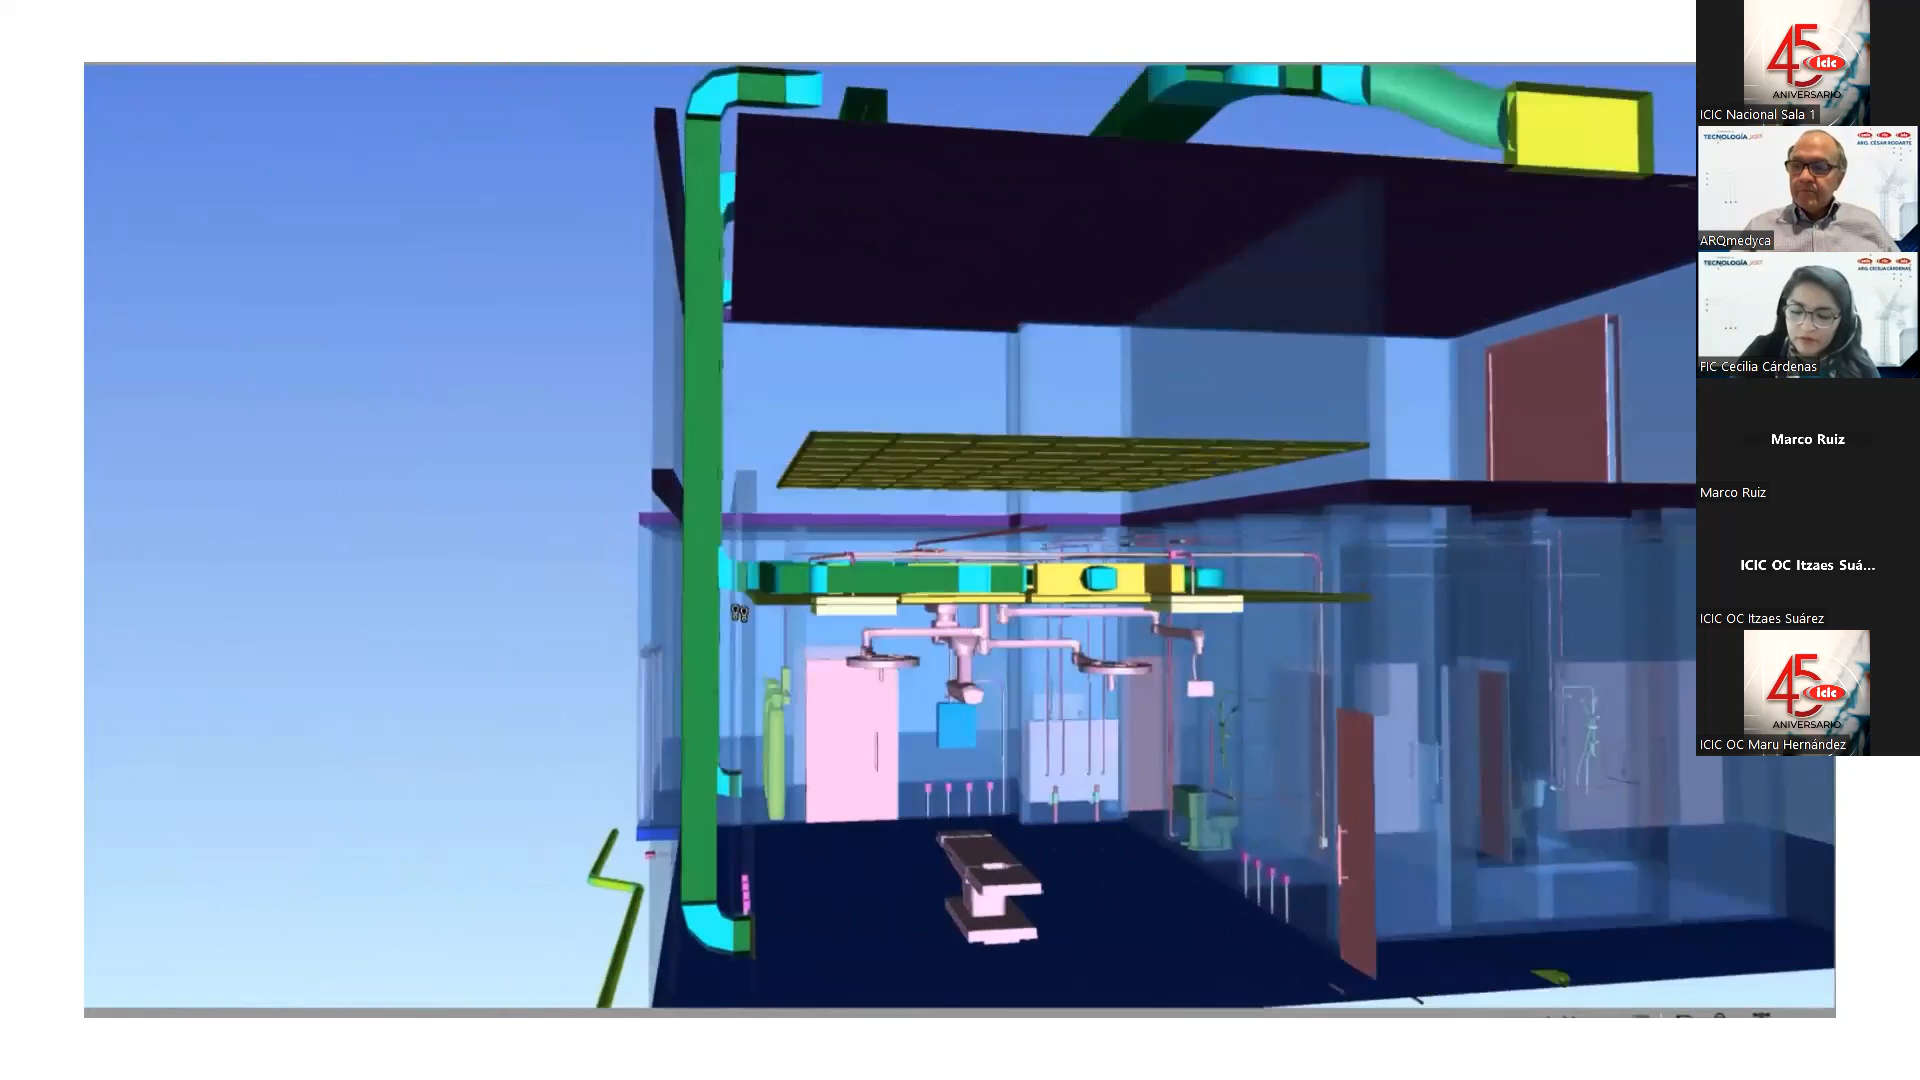 45
icic
ANIVERSARIO
ICIC Nacional Sala 1
TECNOLOGÍA 2023
ARQ. CÉSAR RODARTE
ARQmedyca
TECNOLOGÍA 2023
ARQ. CECILIA CÁRDENAS
FIC Cecilia Cárdenas
Marco Ruiz
Marco Ruiz
ICIC OC Itzaes Suá...
ICIC OC Itzaes Suárez
45
icic
ANIVERSARIO
ICIC OC Maru Hernández